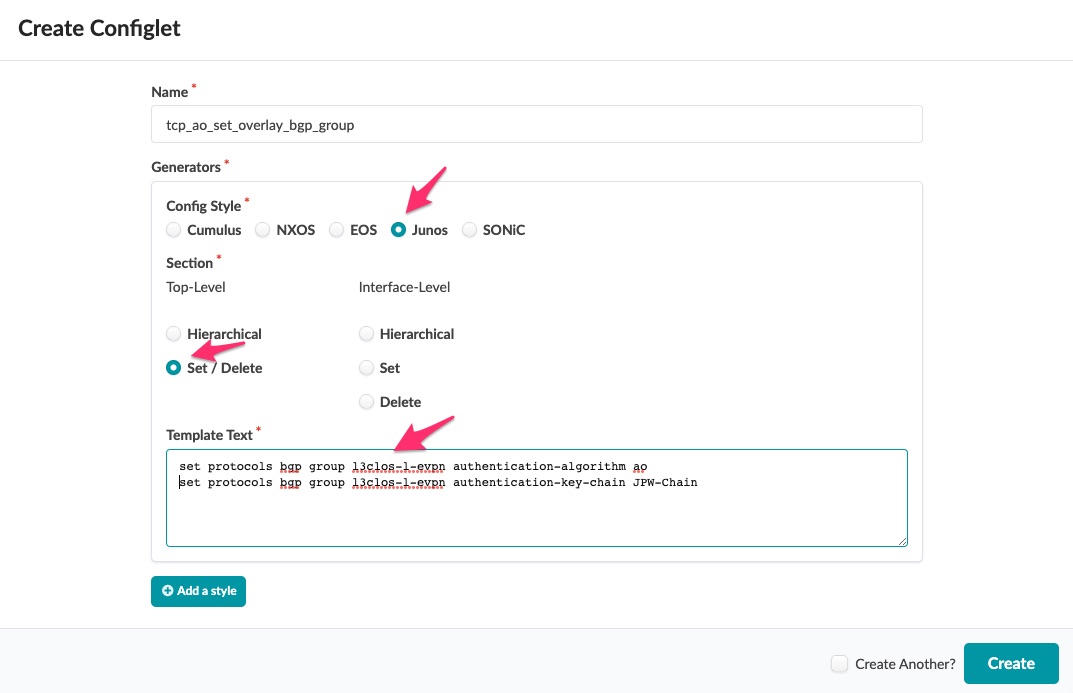 Create Configlet
Name *
tcp_ao_set_overlay_bgp_group
Generators *
Config Style *
Cumulus NXOS EOS Junos SONiC
Section *
Top-Level Interface-Level
Hierarchical Hierarchical
Set / Delete Set
Delete
Template Text *
set protocols bgp group l3clos-l-evpn authentication-algorithm ao
set protocols bgp group l3clos-l-evpn authentication-key-chain JPW-Chain
Add a style
Create Another? Create